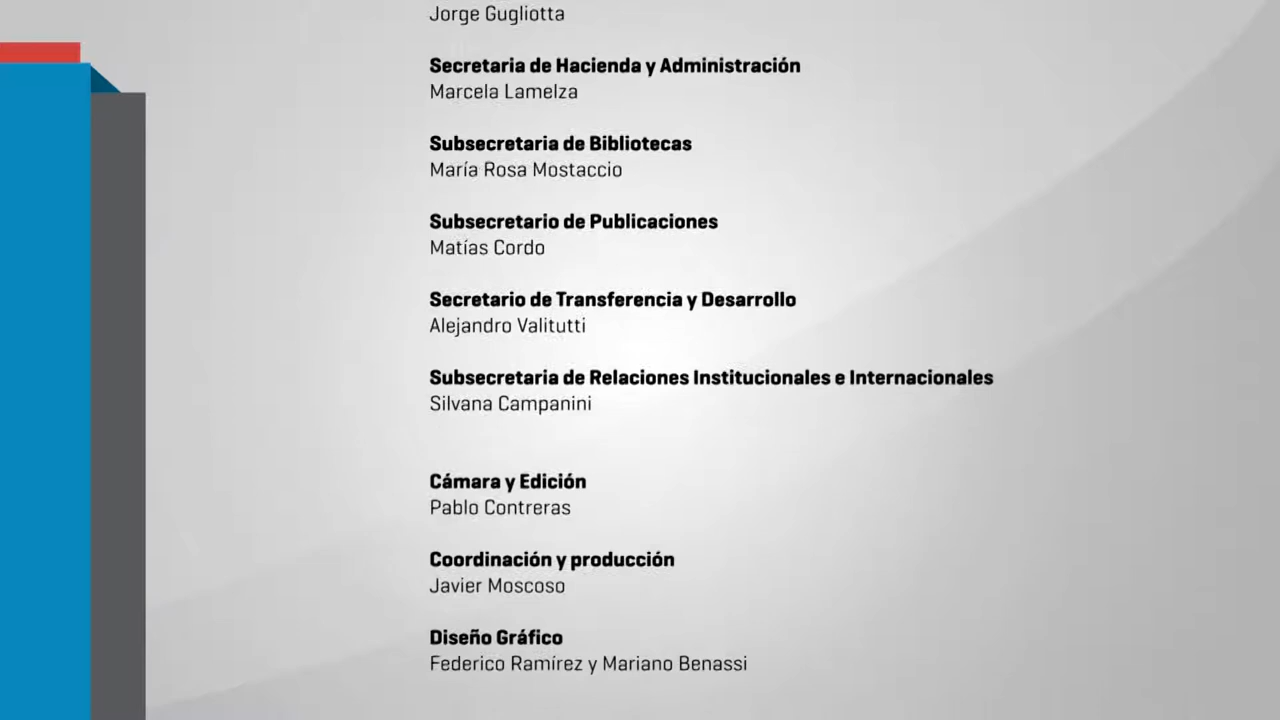 Jorge Gugliotta
Secretaria de Hacienda y Administración
Marcela Lamelza
Subsecretaria de Bibliotecas
María Rosa Mostaccio
Subsecretario de Publicaciones
Matías Cordo
Secretario de Transferencia y Desarrollo
Alejandro Valitutti
Subsecretaria de Relaciones Institucionales e Internacionales
Silvana Campanini
Cámara y Edición
Pablo Contreras
Coordinación y producción
Javier Moscoso
Diseño Gráfico
Federico Ramírez y Mariano Benassi